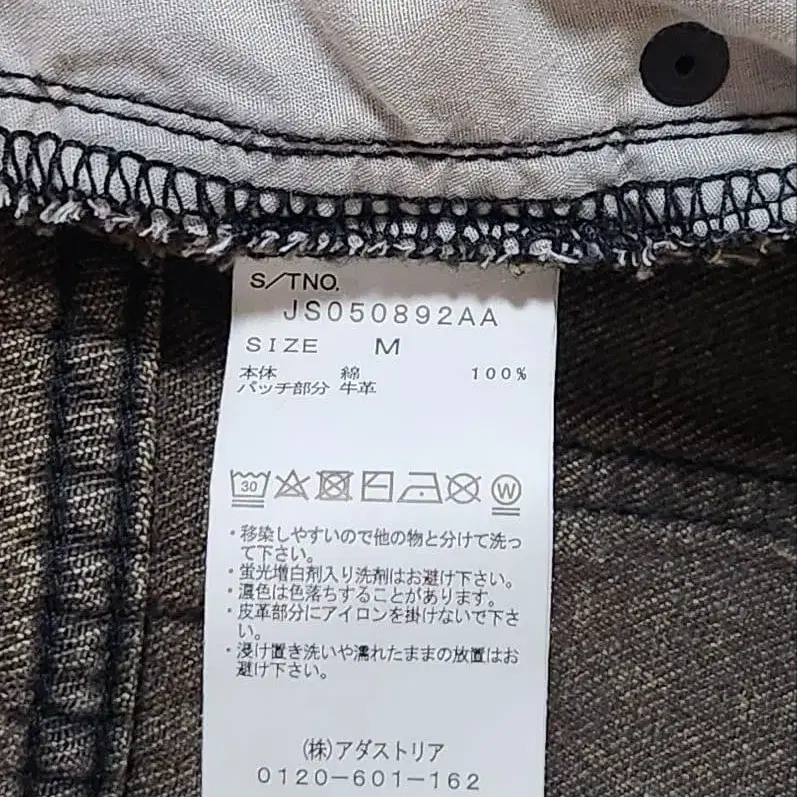 S/TNO.
JS050892AA
SIZE M
本体 綿 100%
パッチ部分 牛革
30
W
・移染しやすいので他の物と分けて洗っ
て下さい。
・蛍光増白剤入り洗剤はお避け下さい。
・濃色は色落ちすることがあります。
・皮革部分にアイロンを掛けないで下さ
い。
・浸け置き洗いや濡れたままの放置はお
避け下さい。
(株)アダストリア
0120-601-162